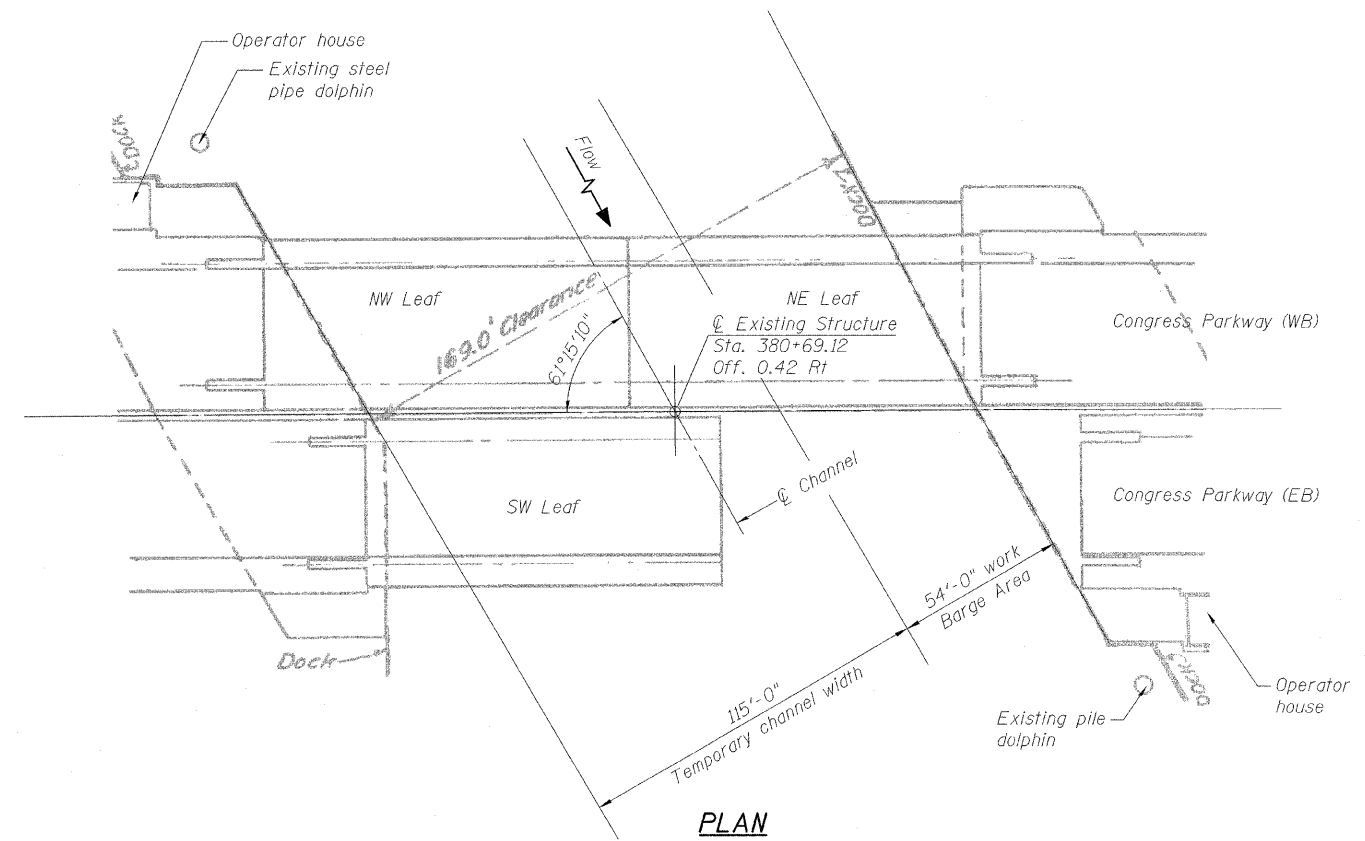 Operator house
Existing steel
pipe dolphin
Dock
Flow
Dock
NW Leaf
NE Leaf
169.0' Clearance
61°15'10"
℄ Existing Structure
Sta. 380+69.12
Off. 0.42 Rt
Congress Parkway (WB)
℄ Channel
SW Leaf
Congress Parkway (EB)
54'-0" work
Barge Area
Dock
115'-0"
Temporary channel width
Dock
Existing pile
dolphin
Operator
house
PLAN